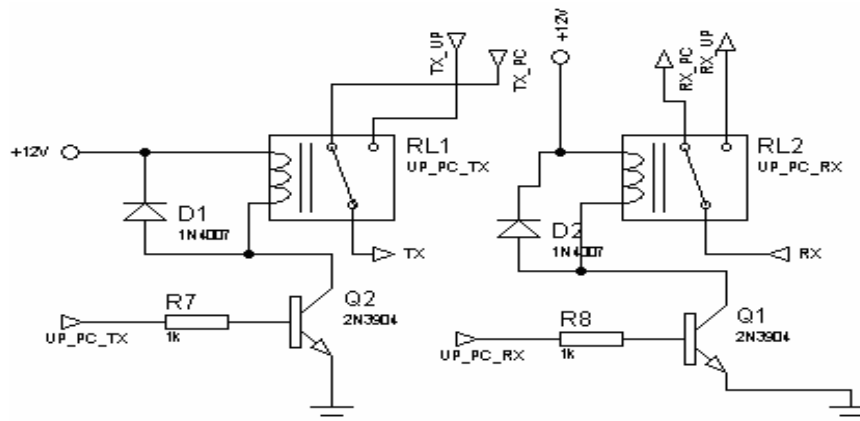 TX_UP
TX_PC
+12V
RX_PC
RX_UP
+12V
RL1
UP_PC_TX
RL2
UP_PC_RX
D1
1N4007
TX
D2
1N4007
RX
R7
1k
Q2
2N3904
UP_PC_TX
R8
1k
Q1
2N3904
UP_PC_RX